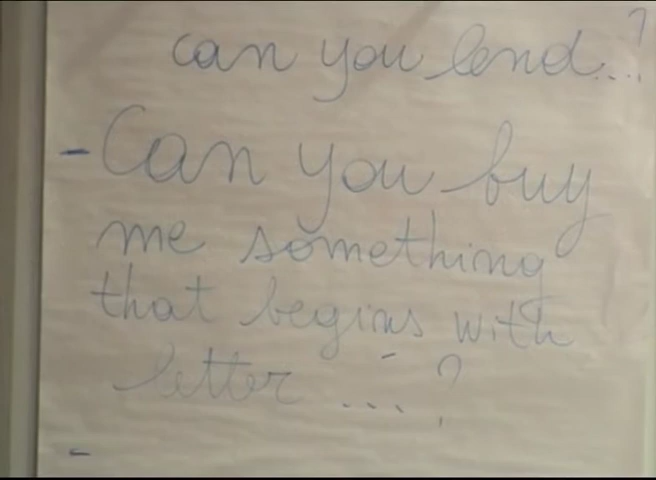 can you lend...?
- Can you buy
me something
that begins with
letter ...?
-